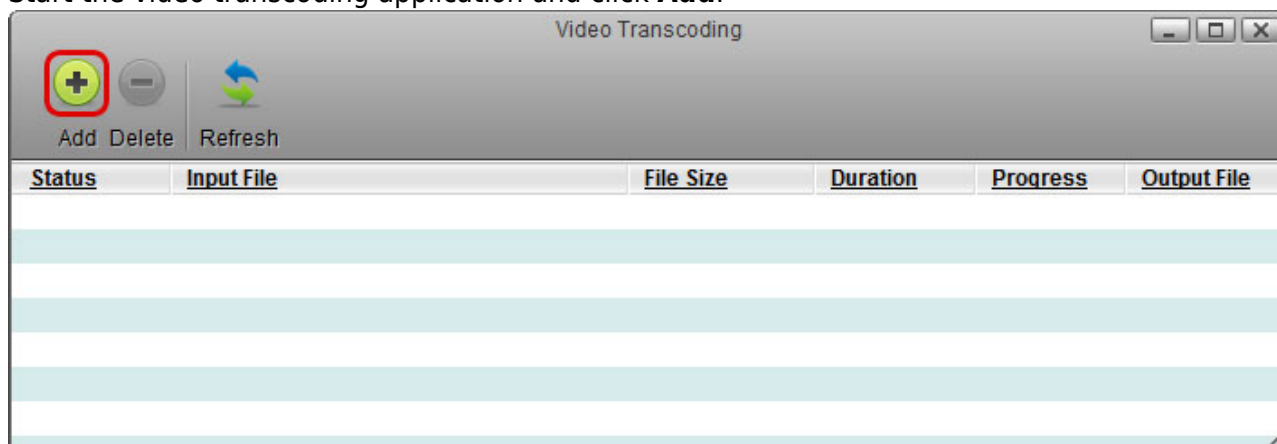 Start the video transcoding application and click Add.
Video Transcoding
Add Delete Refresh
Status Input File File Size Duration Progress Output File